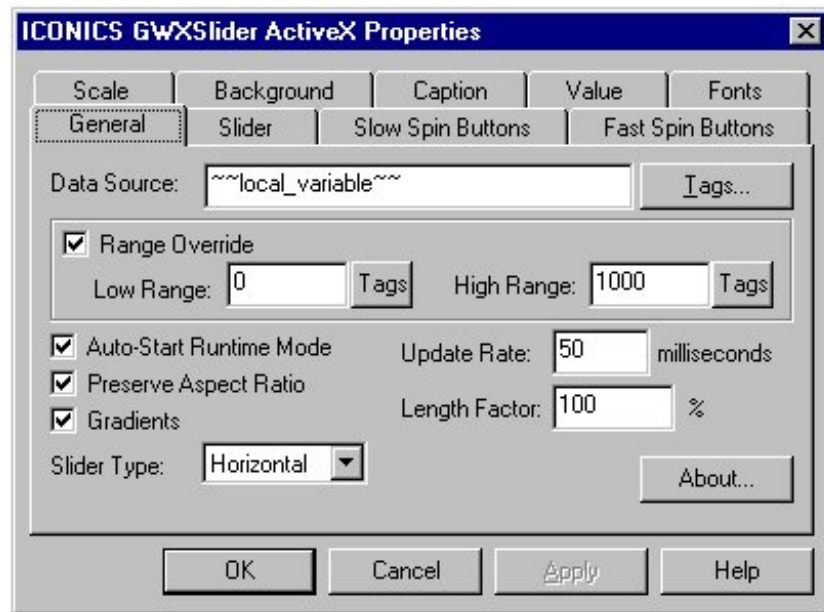 ICONICS GWXSlider ActiveX Properties
Scale Background Caption Value Fonts
General Slider Slow Spin Buttons Fast Spin Buttons
Data Source: ~~local_variable~~ Tags...
Range Override
Low Range: 0 Tags High Range: 1000 Tags
Auto-Start Runtime Mode Update Rate: 50 milliseconds
Preserve Aspect Ratio
Gradients Length Factor: 100 %
Slider Type: Horizontal About...
OK Cancel Apply Help